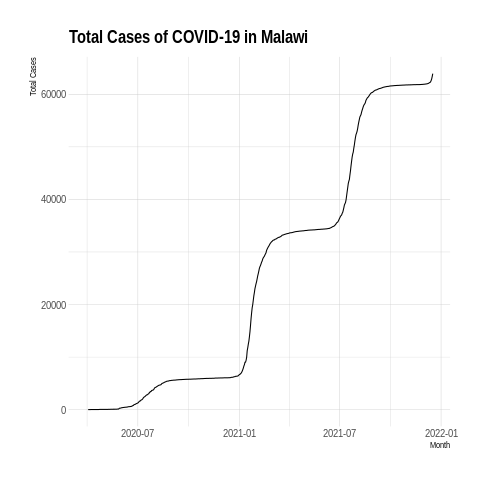 Total Cases of COVID-19 in Malawi
Total Cases
60000
40000
20000
0
2020-07
2021-01
2021-07
2022-01
Month